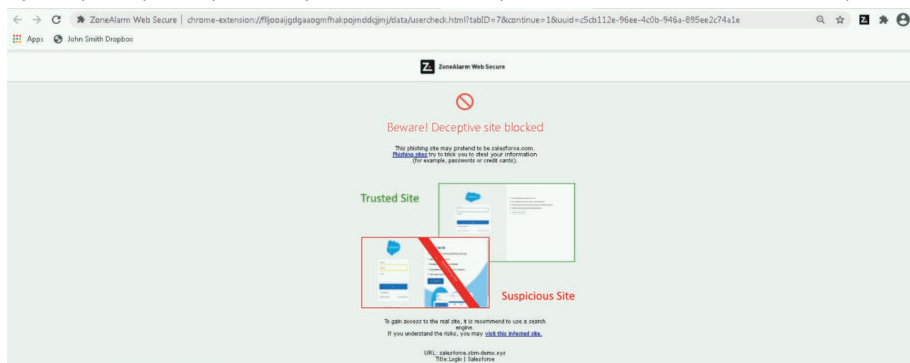 ZoneAlarm Web Secure | chrome-extension://flljooaijgdgaaogmfhakpojmddcjjmj/data/usercheck.html?tabID=7&continue=1&uuid=c5cb112e-96ee-4c0b-946a-895ee2c74a1e
Apps John Smith Dropbox
ZoneAlarm Web Secure
Beware! Deceptive site blocked
This phishing site may pretend to be salesforce.com.
Phishing sites try to trick you to steal your information
(for example, passwords or credit cards).
Trusted Site
Suspicious Site
To gain access to the real site, it is recommend to use a search
engine.
If you understand the risks, you may visit this infected site.
URL: salesforce.sbm-demo.xyz
Title: Login | Salesforce